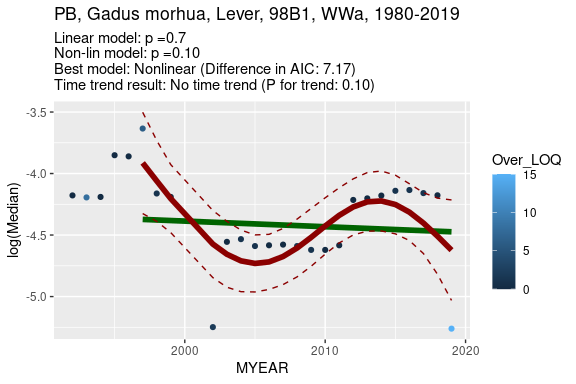 PB, Gadus morhua, Lever, 98B1, WWa, 1980-2019
Linear model: p =0.7
Non-lin model: p =0.10
Best model: Nonlinear (Difference in AIC: 7.17)
Time trend result: No time trend (P for trend: 0.10)
-3.5
-4.0
-4.5
-5.0
log(Median)
2000
2010
2020
MYEAR
Over_LOQ
15
10
5
0